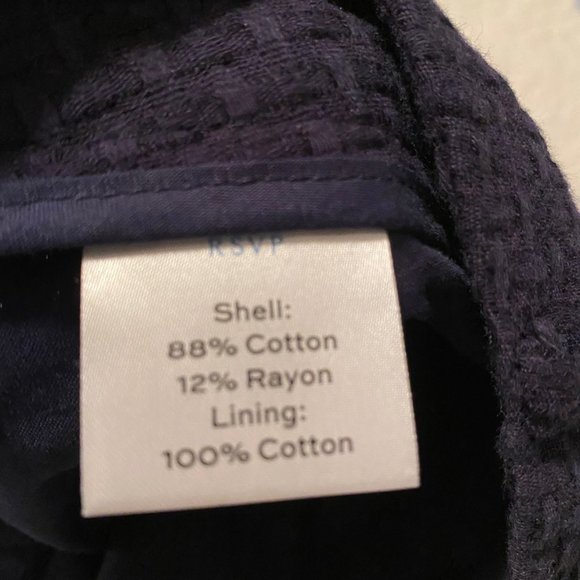 RSVP
Shell:
88% Cotton
12% Rayon
Lining:
100% Cotton